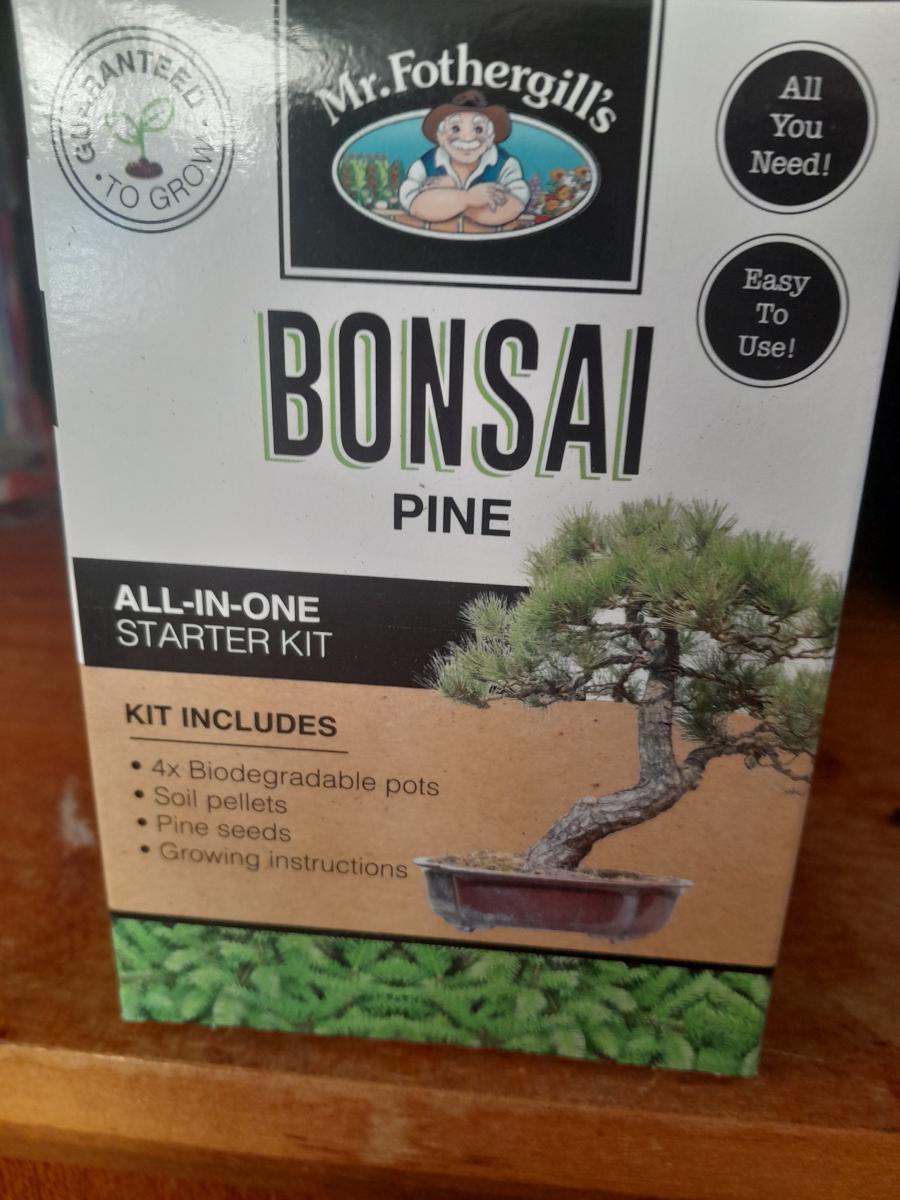 GUARANTEED
• TO GROW •
Mr. Fothergill's
All
You
Need!
Easy
To
Use!
BONSAI
PINE
ALL-IN-ONE
STARTER KIT
KIT INCLUDES
• 4x Biodegradable pots
• Soil pellets
• Pine seeds
• Growing instructions